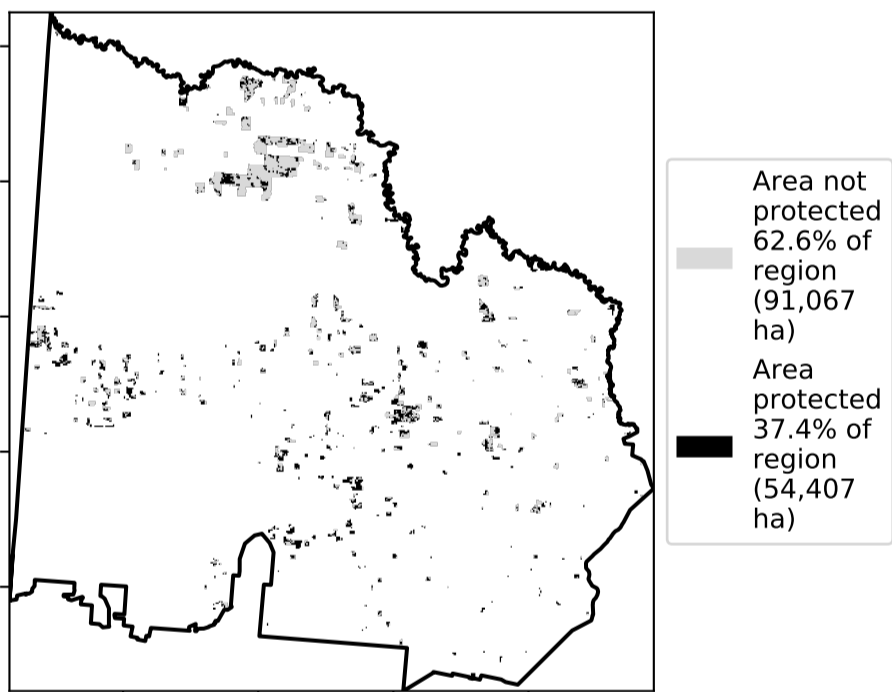 Area not
protected
62.6% of
region
(91,067
ha)
Area
protected
37.4% of
region
(54,407
ha)